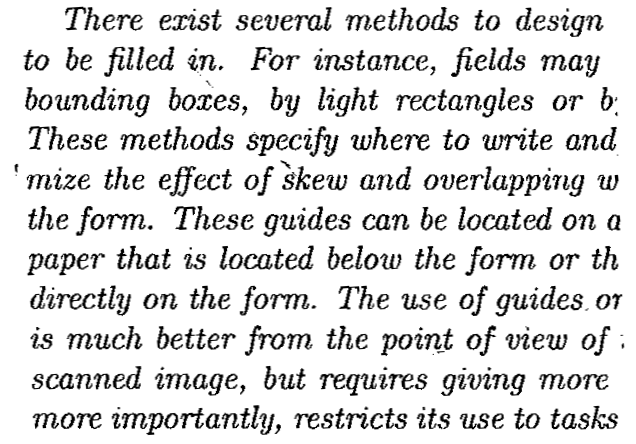 There exist several methods to design
to be filled in. For instance, fields may
bounding boxes, by light rectangles or
These methods specify where to write and
mize the effect of skew and overlapping w
the form. These guides can be located on a
paper that is located below the form or th
directly on the form. The use of guides or
is much better from the point of view of
scanned image, but requires giving more
more importantly, restricts its use to tasks